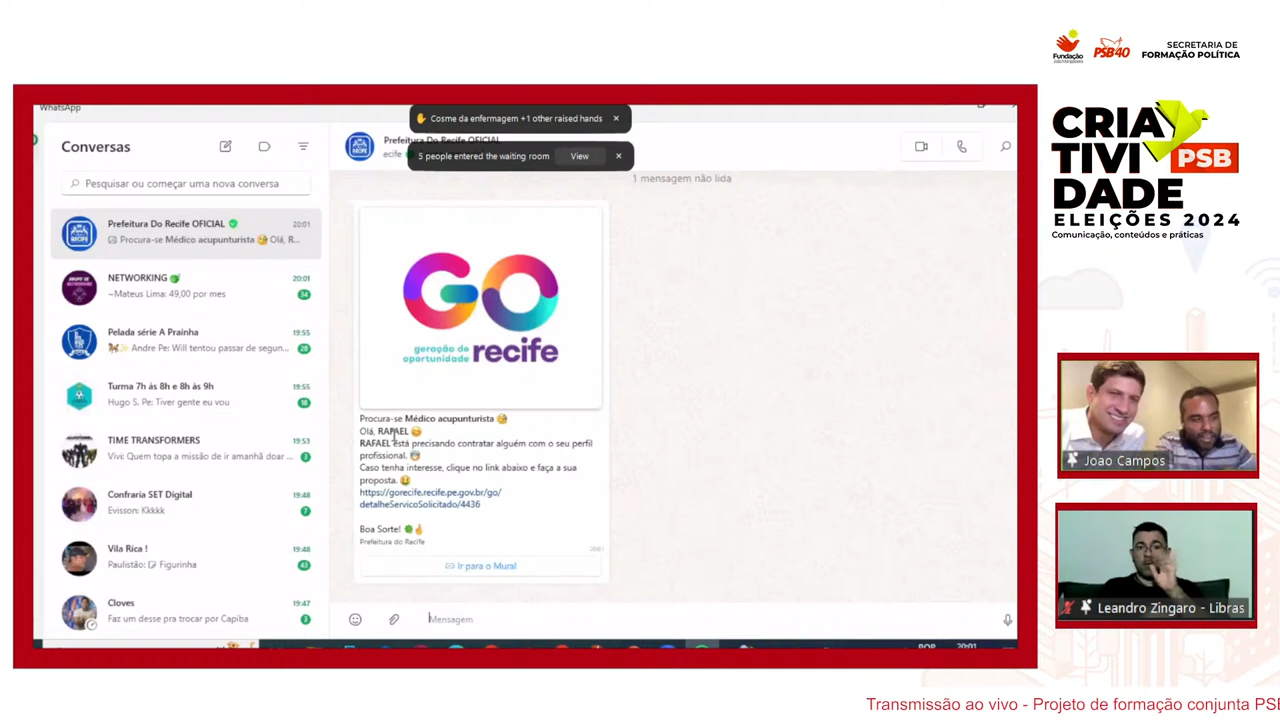 Fundação
PSB40
SECRETARIA DE
FORMAÇÃO POLÍTICA
WhatsApp
Conversas
Pesquisar ou começar uma nova conversa
Prefeitura Do Recife OFICIAL
20:01
Procura-se Médico acupunturista 🧐 Olá, R...
NETWORKING
20:01
~Mateus Lima: 49,00 por mes
34
Pelada série A Prainha
19:55
Andre Pe: Will tentou passar de segun...
28
Turma 7h ás 8h e 8h às 9h
19:55
Hugo S. Pe: Tiver gente eu vou
18
TIME TRANSFORMERS
19:53
Vivi: Quem topa a missão de ir amanhã doar ...
3
Confraria SET Digital
19:48
Evisson: Kkkkk
7
Vila Rica !
19:48
Paulistão: Figurinha
43
Cloves
19:47
Faz um desse pra trocar por Capiba
3
Cosme da enfermagem +1 other raised hands
Prefeitura Do Recife OFICIAL
ecife
5 people entered the waiting room
View
1 mensagem não lida
GO
geração de
oportunidade
recife
Procura-se Médico acupunturista 🧐
Olá, RAFAEL
RAFAEL está precisando contratar alguém com o seu perfil
profissional.
Caso tenha interesse, clique no link abaixo e faça a sua
proposta.
https://gorecife.recife.pe.gov.br/go/
detalheServicoSolicitado/4436
Boa Sorte! 🍀🤞
Prefeitura do Recife
20:01
Ir para o Mural
Mensagem
POR
20:01
CRIA
TIVI
DADE
PSB
ELEIÇÕES 2024
Comunicação, conteúdos e práticas
Joao Campos
Leandro Zingaro - Libras
Transmissão ao vivo - Projeto de formação conjunta PSB